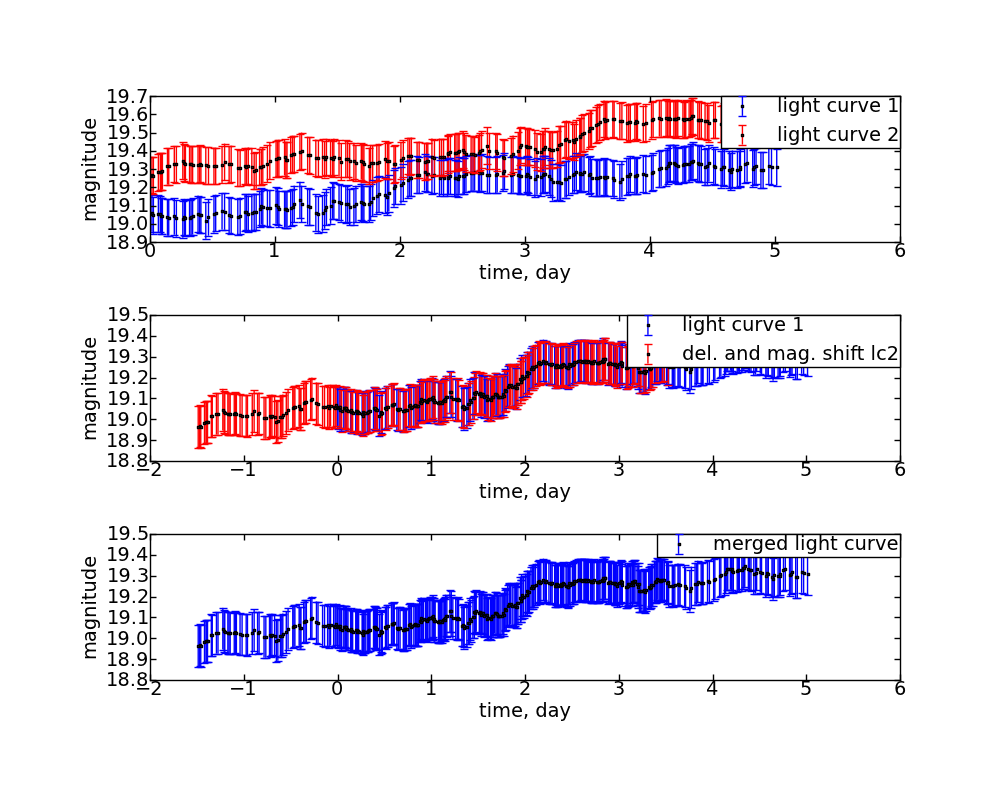 19.7
19.6
19.5
19.4
19.3
19.2
19.1
19.0
18.9
magnitude
light curve 1
light curve 2
0 1 2 3 4 5 6
time, day
19.5
19.4
19.3
19.2
19.1
19.0
18.9
18.8
magnitude
light curve 1
del. and mag. shift lc2
−2 −1 0 1 2 3 4 5 6
time, day
19.5
19.4
19.3
19.2
19.1
19.0
18.9
18.8
magnitude
merged light curve
−2 −1 0 1 2 3 4 5 6
time, day